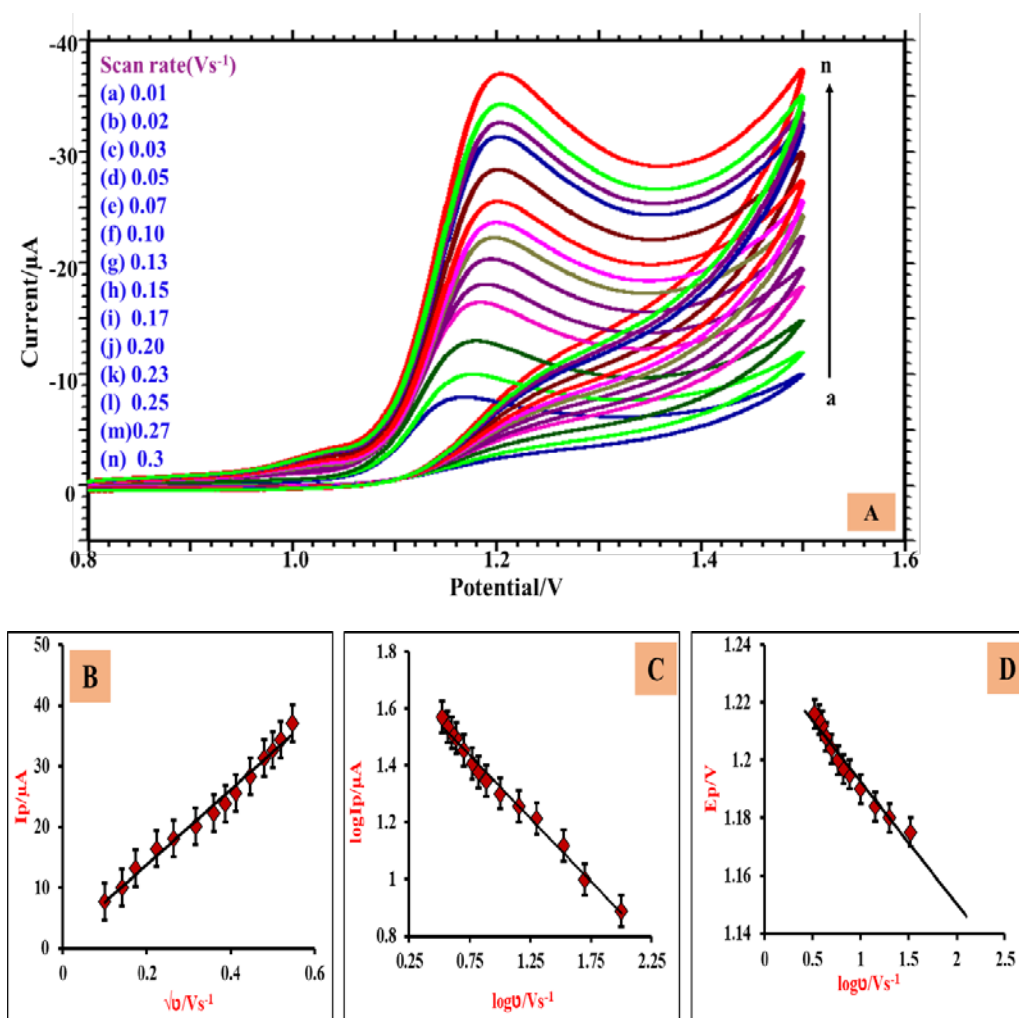 -40
-30
-20
-10
0
Current/µA
Scan rate(Vs⁻¹)
(a) 0.01
(b) 0.02
(c) 0.03
(d) 0.05
(e) 0.07
(f) 0.10
(g) 0.13
(h) 0.15
(i) 0.17
(j) 0.20
(k) 0.23
(l) 0.25
(m)0.27
(n) 0.3
n
a
A
0.8 1.0 1.2 1.4 1.6
Potential/V
B
50
40
30
20
10
0
Ip/µA
0 0.2 0.4 0.6
√υ/Vs⁻¹
C
1.8
1.6
1.4
1.2
1
0.8
logIp/µA
0.25 0.75 1.25 1.75 2.25
logυ/Vs⁻¹
D
1.24
1.22
1.2
1.18
1.16
1.14
Ep/V
0 0.5 1 1.5 2 2.5
logυ/Vs⁻¹